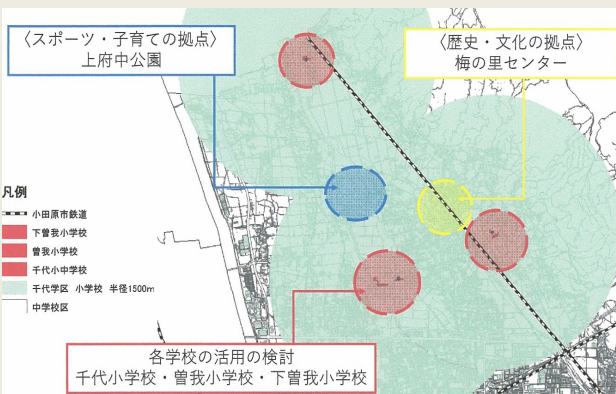 〈スポーツ・子育ての拠点〉
上府中公園
〈歴史・文化の拠点〉
梅の里センター
凡例
小田原市鉄道
下曽我小学校
曽我小学校
千代小中学校
千代学区 小学校 半径1500m
中学校区
各学校の活用の検討
千代小学校・曽我小学校・下曽我小学校